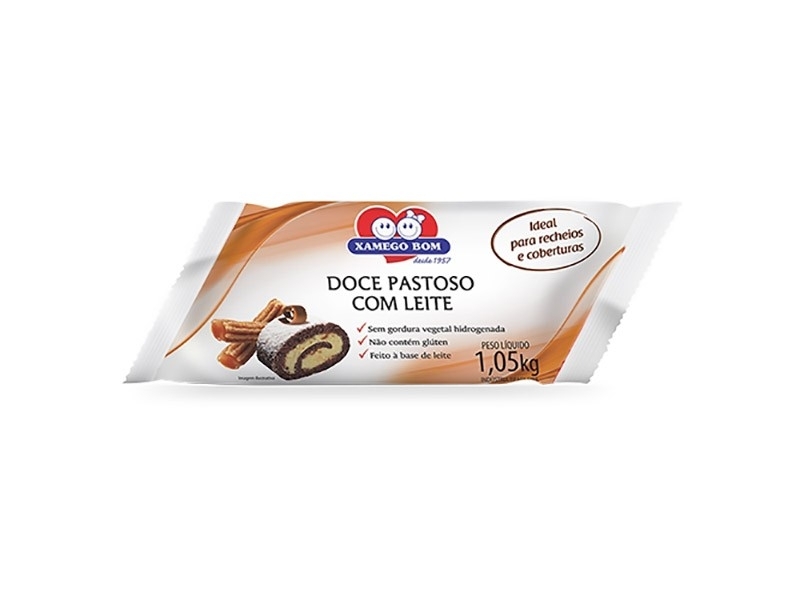 XAMEGO BOM
desde 1957
Ideal
para recheios
e coberturas
DOCE PASTOSO
COM LEITE
Sem gordura vegetal hidrogenada
Não contém glúten
Feito à base de leite
PESO LÍQUIDO
1,05kg
Imagem Ilustrativa